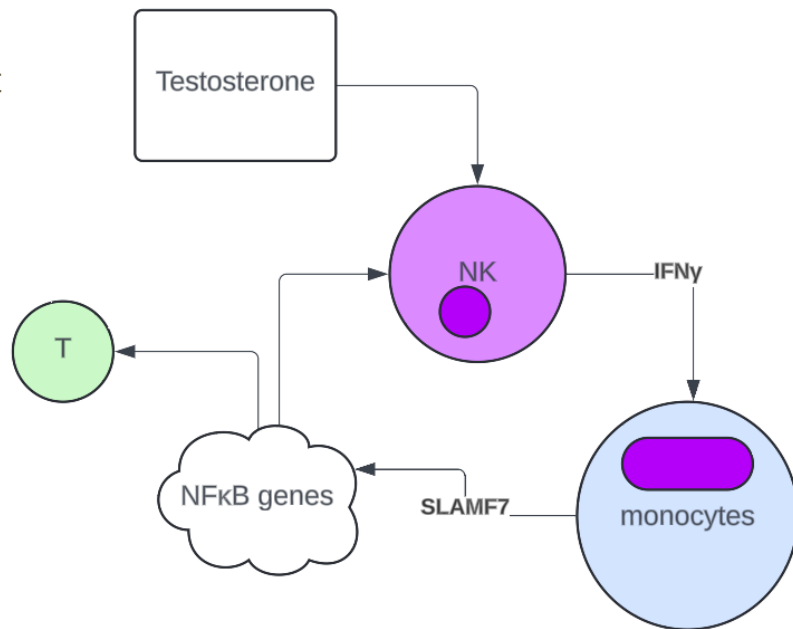 Testosterone
NK
IFNγ
T
NFκB genes
SLAMF7
monocytes